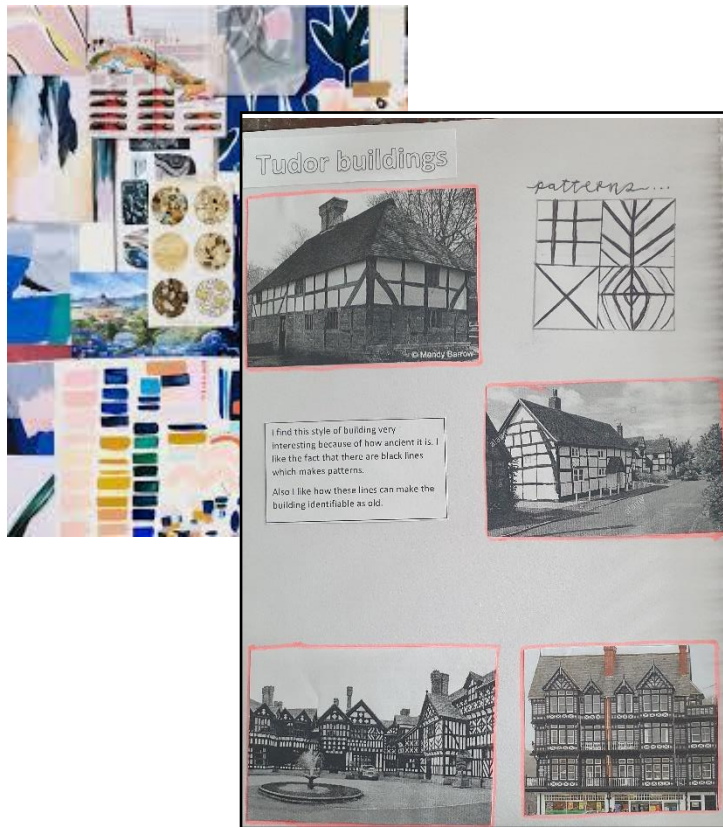 Tudor buildings
patterns...
© Mendy Barrow
I find this style of building very
interesting because of how ancient it is. I
like the fact that there are black lines
which makes patterns.
Also I like how these lines can make the
building identifiable as old.